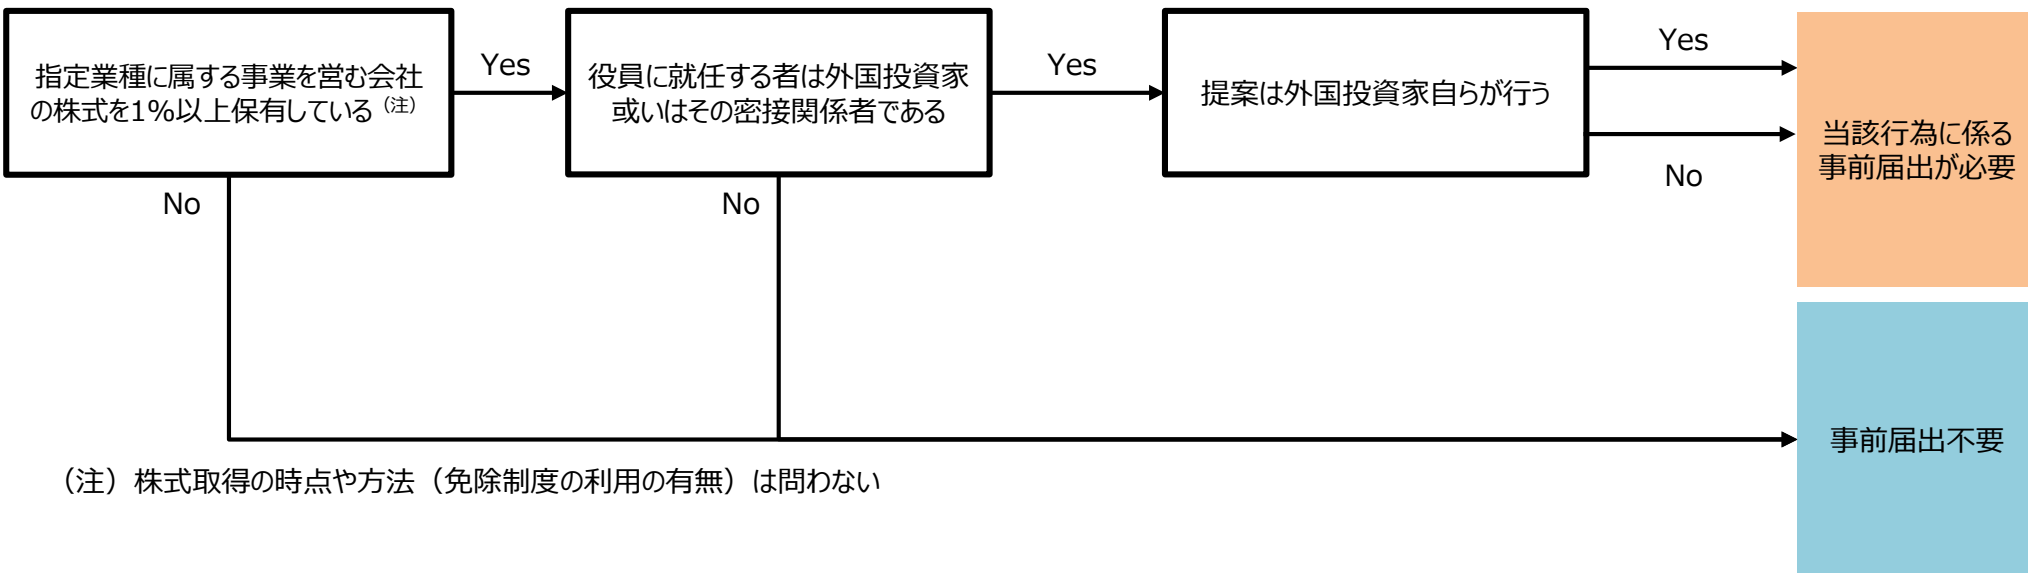 指定業種に属する事業を営む会社
の株式を1%以上保有している (注)
Yes
役員に就任する者は外国投資家
或いはその密接関係者である
Yes
提案は外国投資家自らが行う
Yes
No
当該行為に係る
事前届出が必要
No
No
事前届出不要
(注) 株式取得の時点や方法 (免除制度の利用の有無) は問わない